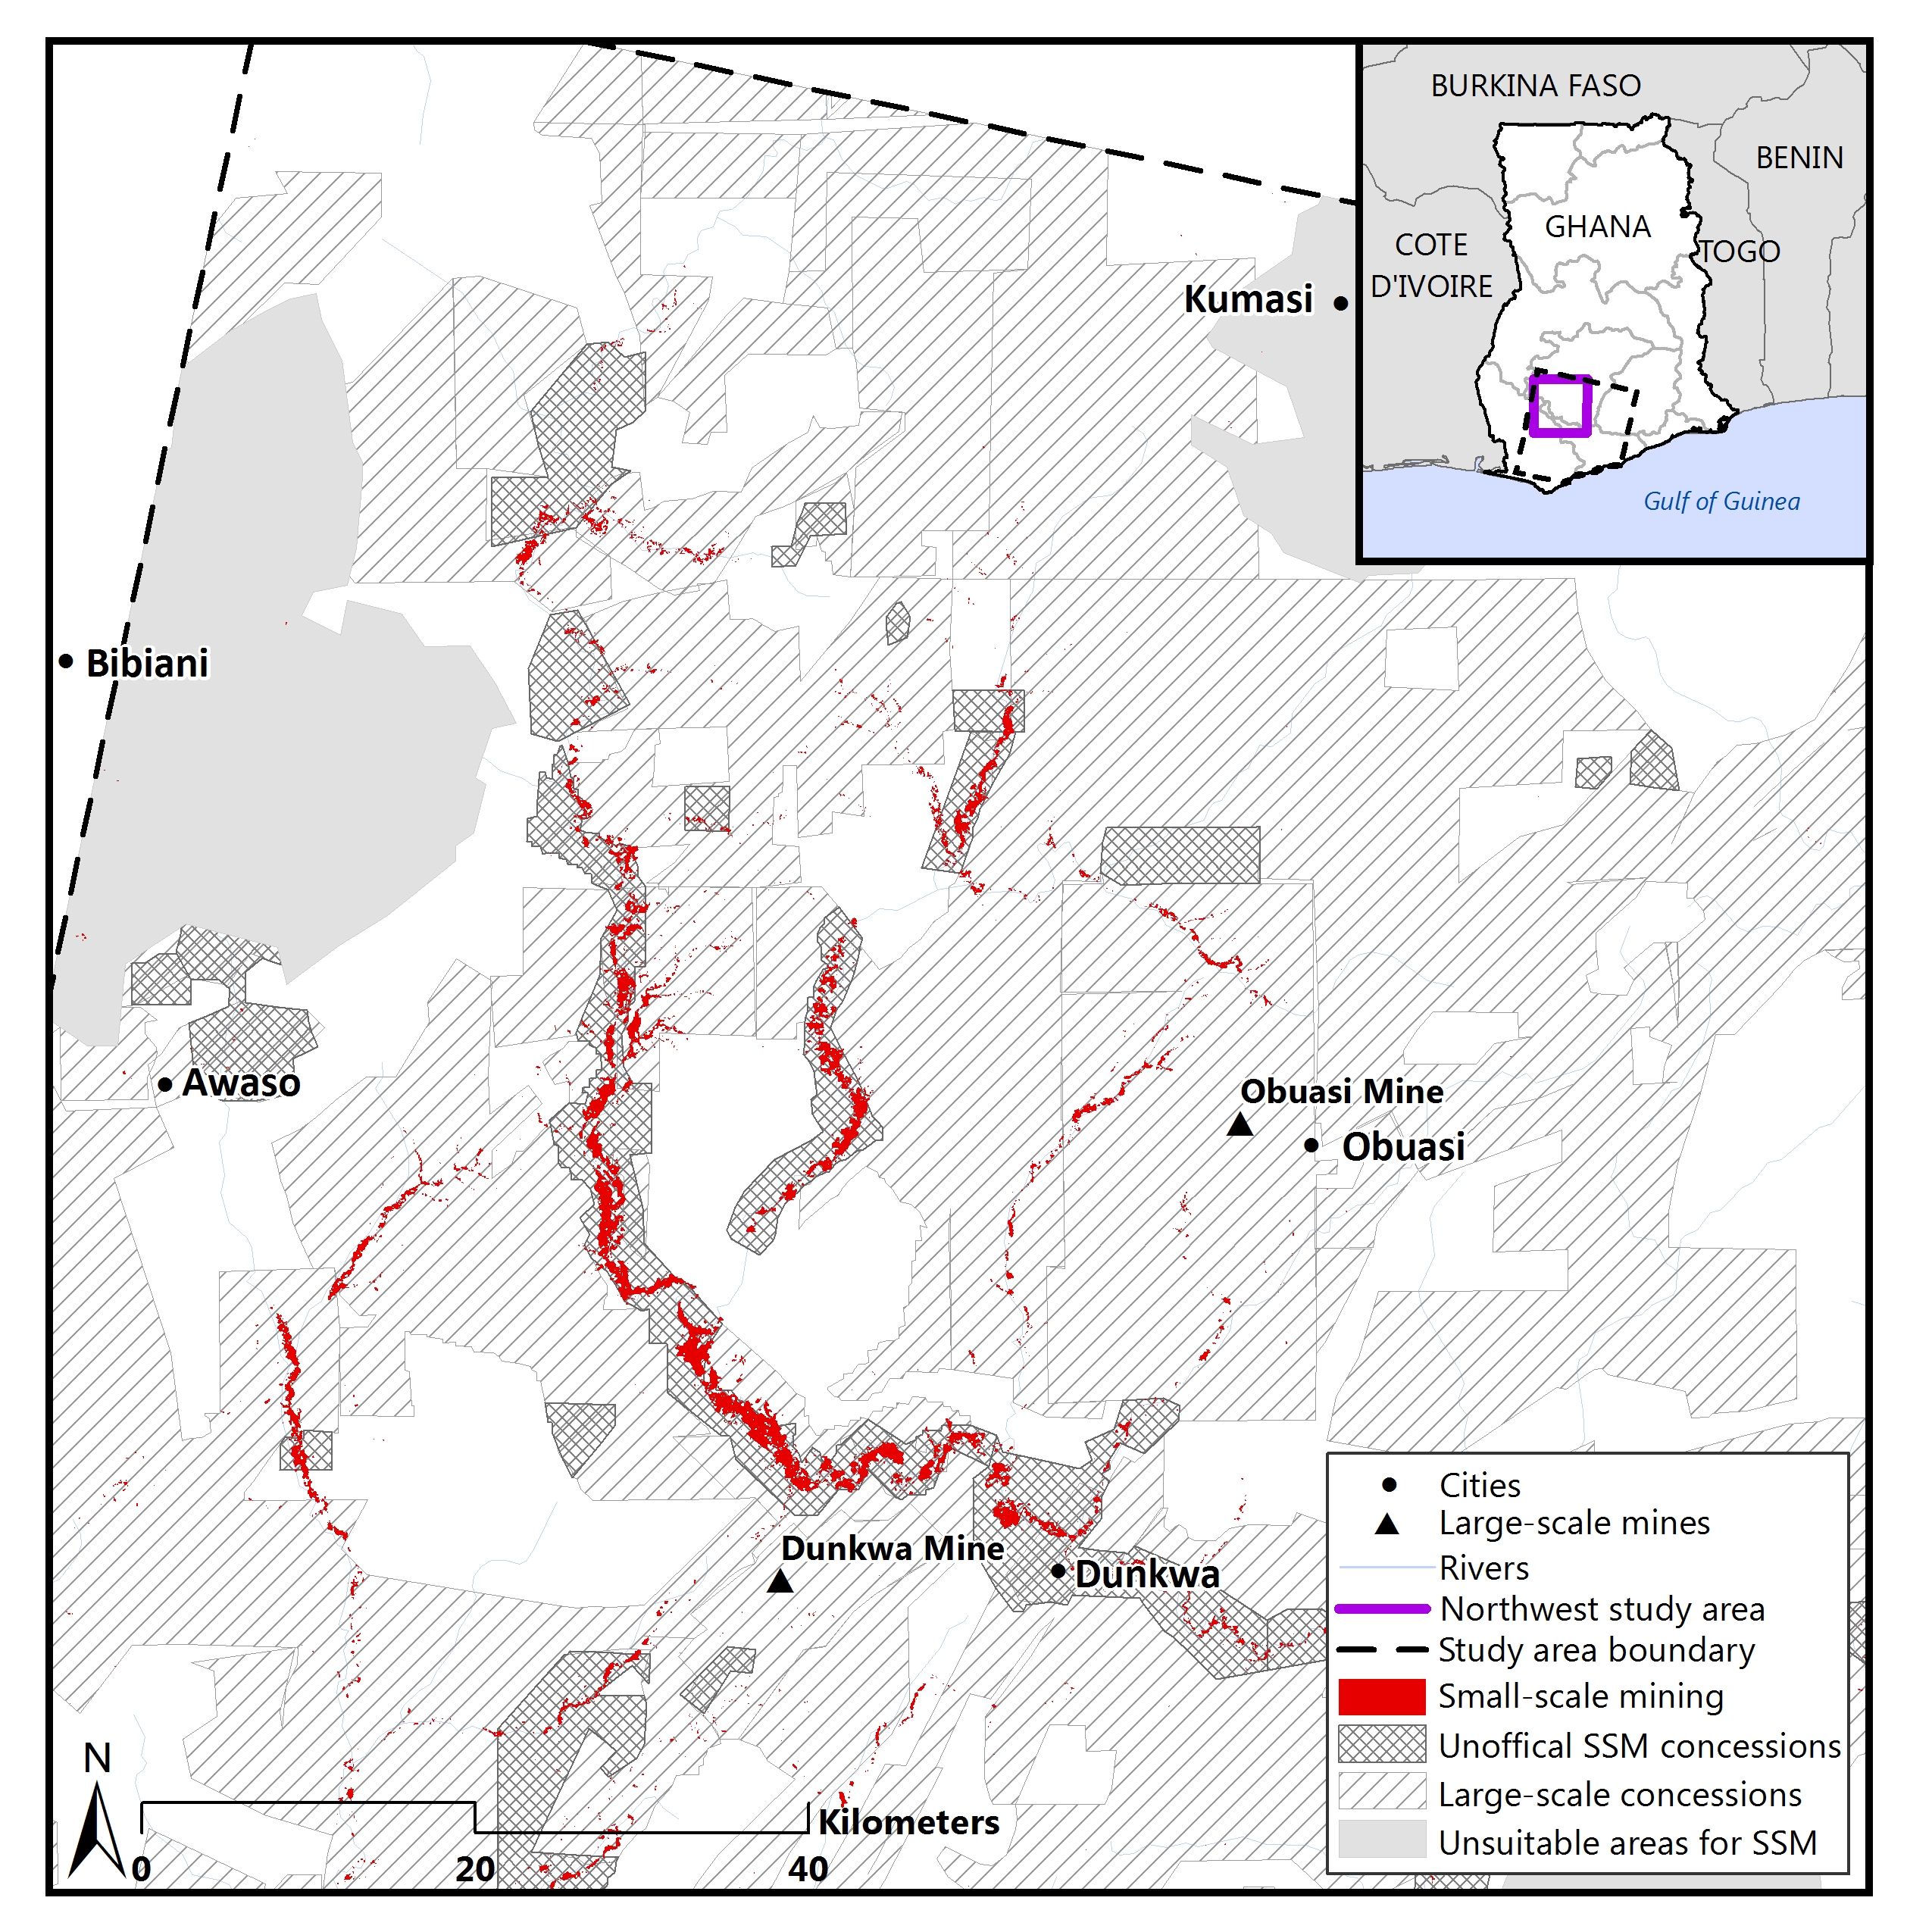 BURKINA FASO
BENIN
GHANA
COTE
D'IVOIRE
TOGO
Gulf of Guinea
Kumasi
Bibiani
Awaso
Obuasi Mine
Obuasi
Dunkwa Mine
Dunkwa
Cities
Large-scale mines
Rivers
Northwest study area
Study area boundary
Small-scale mining
Unoffical SSM concessions
Large-scale concessions
Unsuitable areas for SSM
N
Kilometers
0 20 40